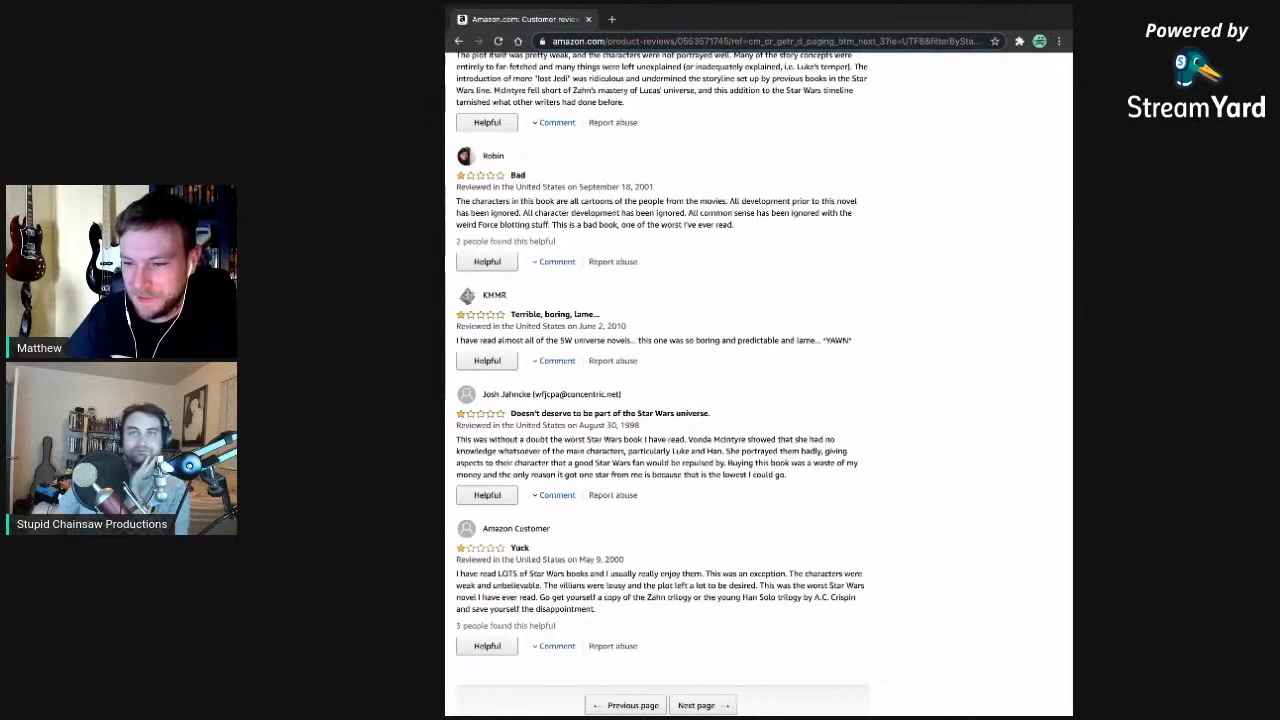 Amazon.com: Customer review
amazon.com/product-reviews/0553571745/ref=cm_cr_getr_d_paging_btm_next_3?ie=UTF8&filterBySta...
Powered by
StreamYard
The plot itself was pretty weak, and the characters were not portrayed well. Many of the story concepts were
entirely to far-fetched and many things were left unexplained (or inadequately explained, i.e. Luke's temper). The
introduction of more "lost Jedi" was ridiculous and undermined the storyline set up by previous books in the Star
Wars line. McIntyre fell short of Zahn's mastery of Lucas' universe, and this addition to the Star Wars timeline
tarnished what other writers had done before.
Helpful Comment Report abuse
Robin
Bad
Reviewed in the United States on September 18, 2001
The characters in this book are all cartoons of the people from the movies. All development prior to this novel
has been ignored. All character development has been ignored. All common sense has been ignored with the
weird Force blotting stuff. This is a bad book, one of the worst I've ever read.
2 people found this helpful
Helpful Comment Report abuse
KMMR
Terrible, boring, lame...
Reviewed in the United States on June 2, 2010
I have read almost all of the SW universe novels... this one was so boring and predictable and lame... *YAWN*
Helpful Comment Report abuse
Josh Jahncke (wfjcpa@concentric.net)
Doesn't deserve to be part of the Star Wars universe.
Reviewed in the United States on August 30, 1998
This was without a doubt the worst Star Wars book I have read. Vonda McIntyre showed that she had no
knowledge whatsoever of the main characters, particularly Luke and Han. She portrayed them badly, giving
aspects to their character that a good Star Wars fan would be repulsed by. Buying this book was a waste of my
money and the only reason it got one star from me is because that is the lowest I could go.
Helpful Comment Report abuse
Amazon Customer
Yuck
Reviewed in the United States on May 9, 2000
I have read LOTS of Star Wars books and I usually really enjoy them. This was an exception. The characters were
weak and unbelievable. The villians were lousy and the plot left a lot to be desired. This was the worst Star Wars
novel I have ever read. Go get yourself a copy of the Zahn trilogy or the young Han Solo trilogy by A.C. Crispin
and save yourself the disappointment.
3 people found this helpful
Helpful Comment Report abuse
← Previous page Next page →
Matthew
Stupid Chainsaw Productions